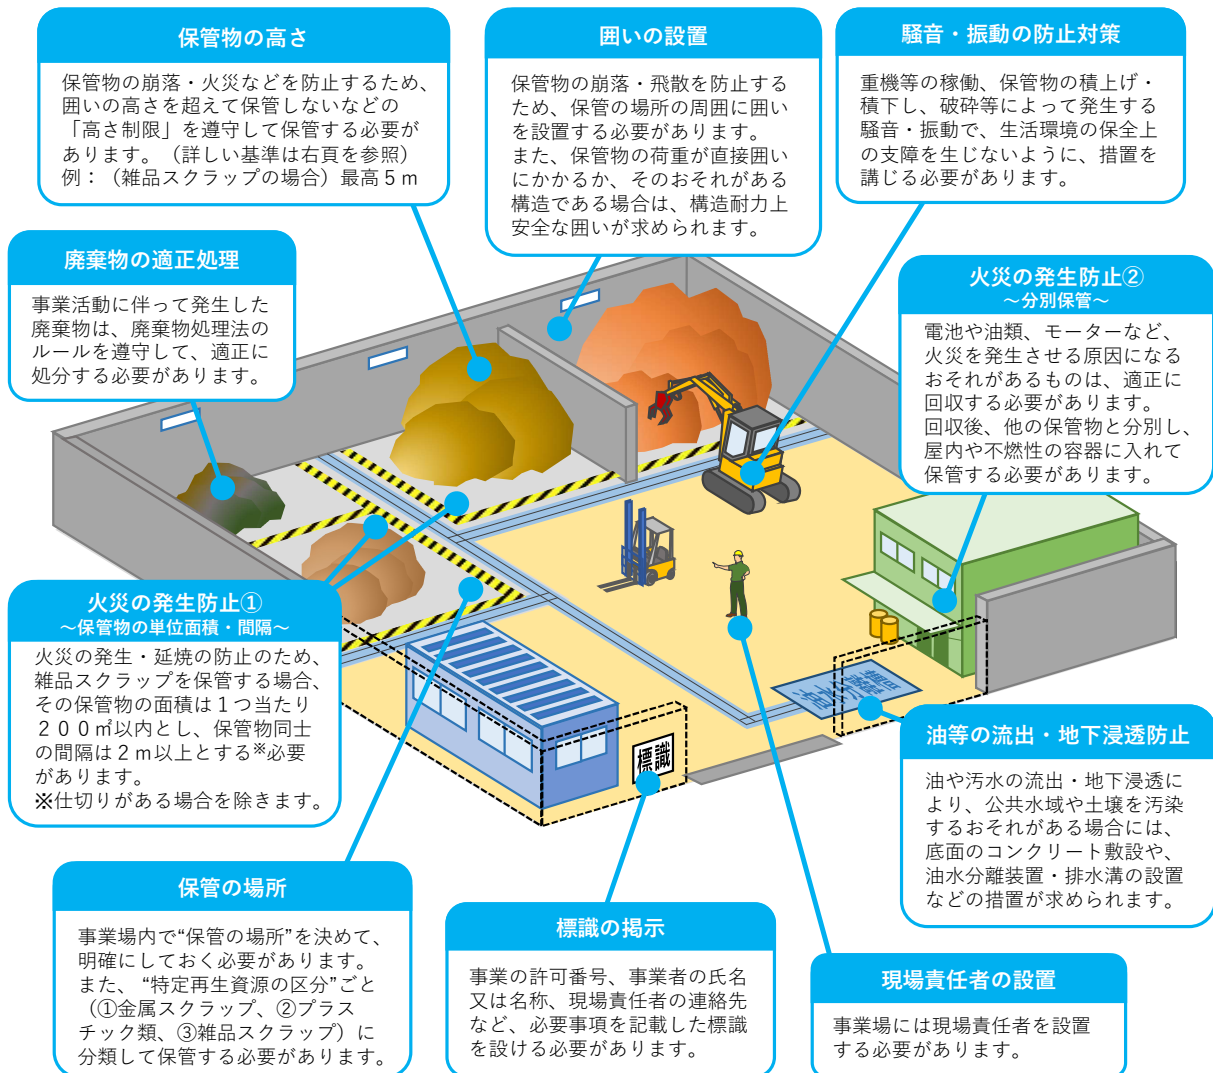 保管物の高さ
保管物の崩落・火災などを防止するため、
囲いの高さを超えて保管しないなどの
「高さ制限」を遵守して保管する必要が
あります。（詳しい基準は右頁を参照）
例：（雑品スクラップの場合）最高５ｍ
囲いの設置
保管物の崩落・飛散を防止する
ため、保管の場所の周囲に囲い
を設置する必要があります。
また、保管物の荷重が直接囲い
にかかるか、そのおそれがある
構造である場合は、構造耐力上
安全な囲いが求められます。
騒音・振動の防止対策
重機等の稼働、保管物の積上げ・
積下し、破砕等によって発生する
騒音・振動で、生活環境の保全上
の支障を生じないように、措置を
講じる必要があります。
廃棄物の適正処理
事業活動に伴って発生した
廃棄物は、廃棄物処理法の
ルールを遵守して、適正に
処分する必要があります。
火災の発生防止②
～分別保管～
電池や油類、モーターなど、
火災を発生させる原因になる
おそれがあるものは、適正に
回収する必要があります。
回収後、他の保管物と分別し、
屋内や不燃性の容器に入れて
保管する必要があります。
火災の発生防止①
～保管物の単位面積・間隔～
火災の発生・延焼の防止のため、
雑品スクラップを保管する場合、
その保管物の面積は１つ当たり
２００㎡以内とし、保管物同士
の間隔は２ｍ以上とする※必要
があります。
※仕切りがある場合を除きます。
標識
油等の流出・地下浸透防止
油や汚水の流出・地下浸透に
より、公共水域や土壌を汚染
するおそれがある場合には、
底面のコンクリート敷設や、
油水分離装置・排水溝の設置
などの措置が求められます。
保管の場所
事業場内で“保管の場所”を決めて、
明確にしておく必要があります。
また、“特定再生資源の区分”ごと
（①金属スクラップ、②プラス
チック類、③雑品スクラップ）に
分類して保管する必要があります。
標識の掲示
事業の許可番号、事業者の氏名
又は名称、現場責任者の連絡先
など、必要事項を記載した標識
を設ける必要があります。
現場責任者の設置
事業場には現場責任者を設置
する必要があります。